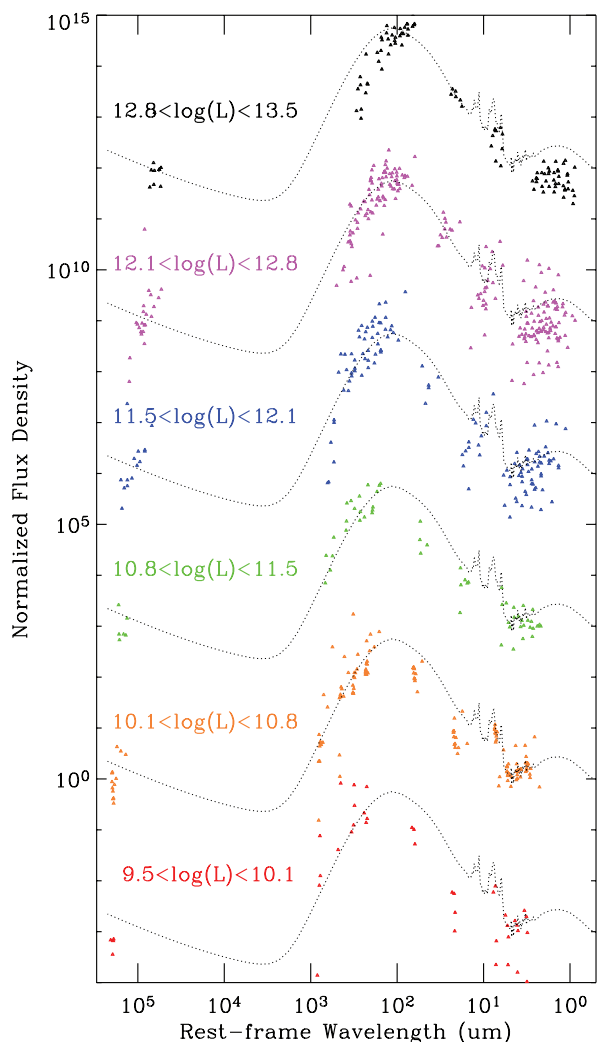 10^15
12.8<log(L)<13.5
10^10
12.1<log(L)<12.8
11.5<log(L)<12.1
Normalized Flux Density
10^5
10.8<log(L)<11.5
10.1<log(L)<10.8
10^0
9.5<log(L)<10.1
10^5 10^4 10^3 10^2 10^1 10^0
Rest-frame Wavelength (um)